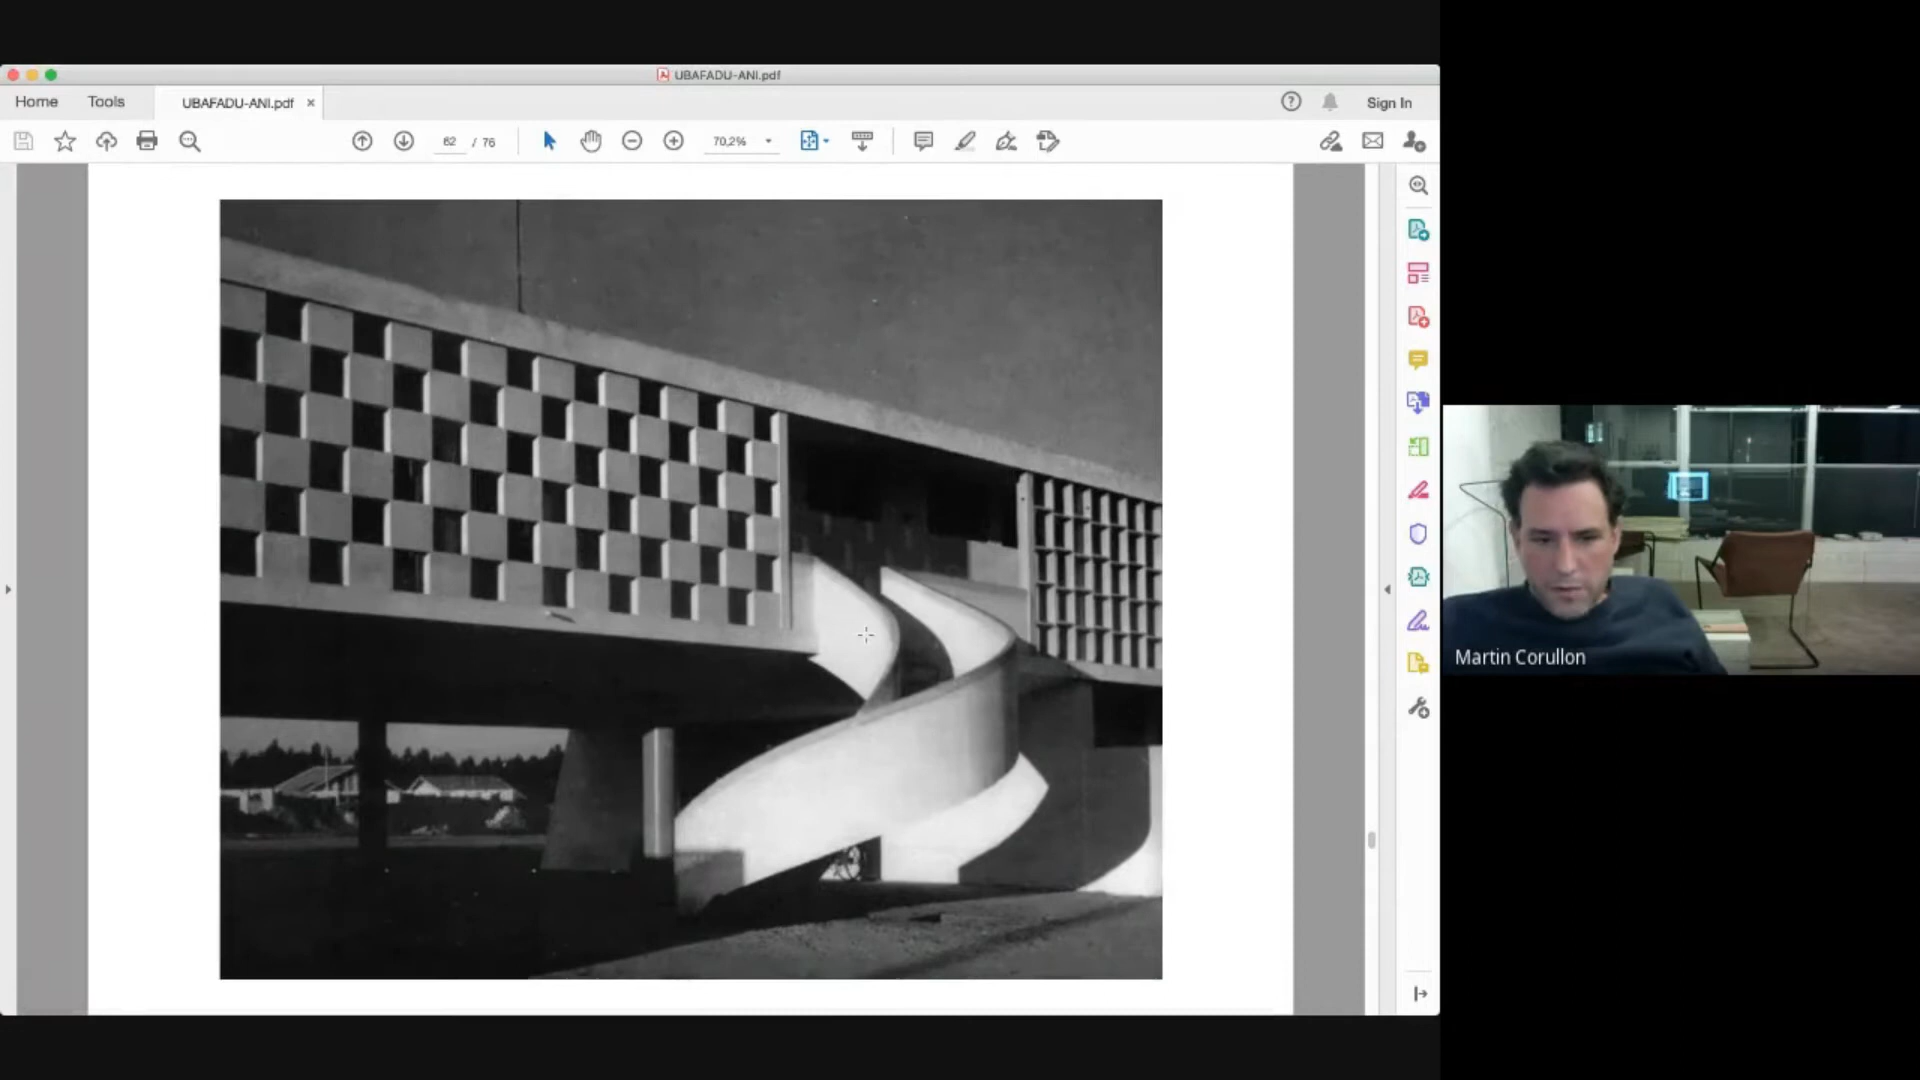 UBAFADU-ANI.pdf
Home Tools UBAFADU-ANI.pdf × Sign In
62 / 76 70,2%
Martin Corullon